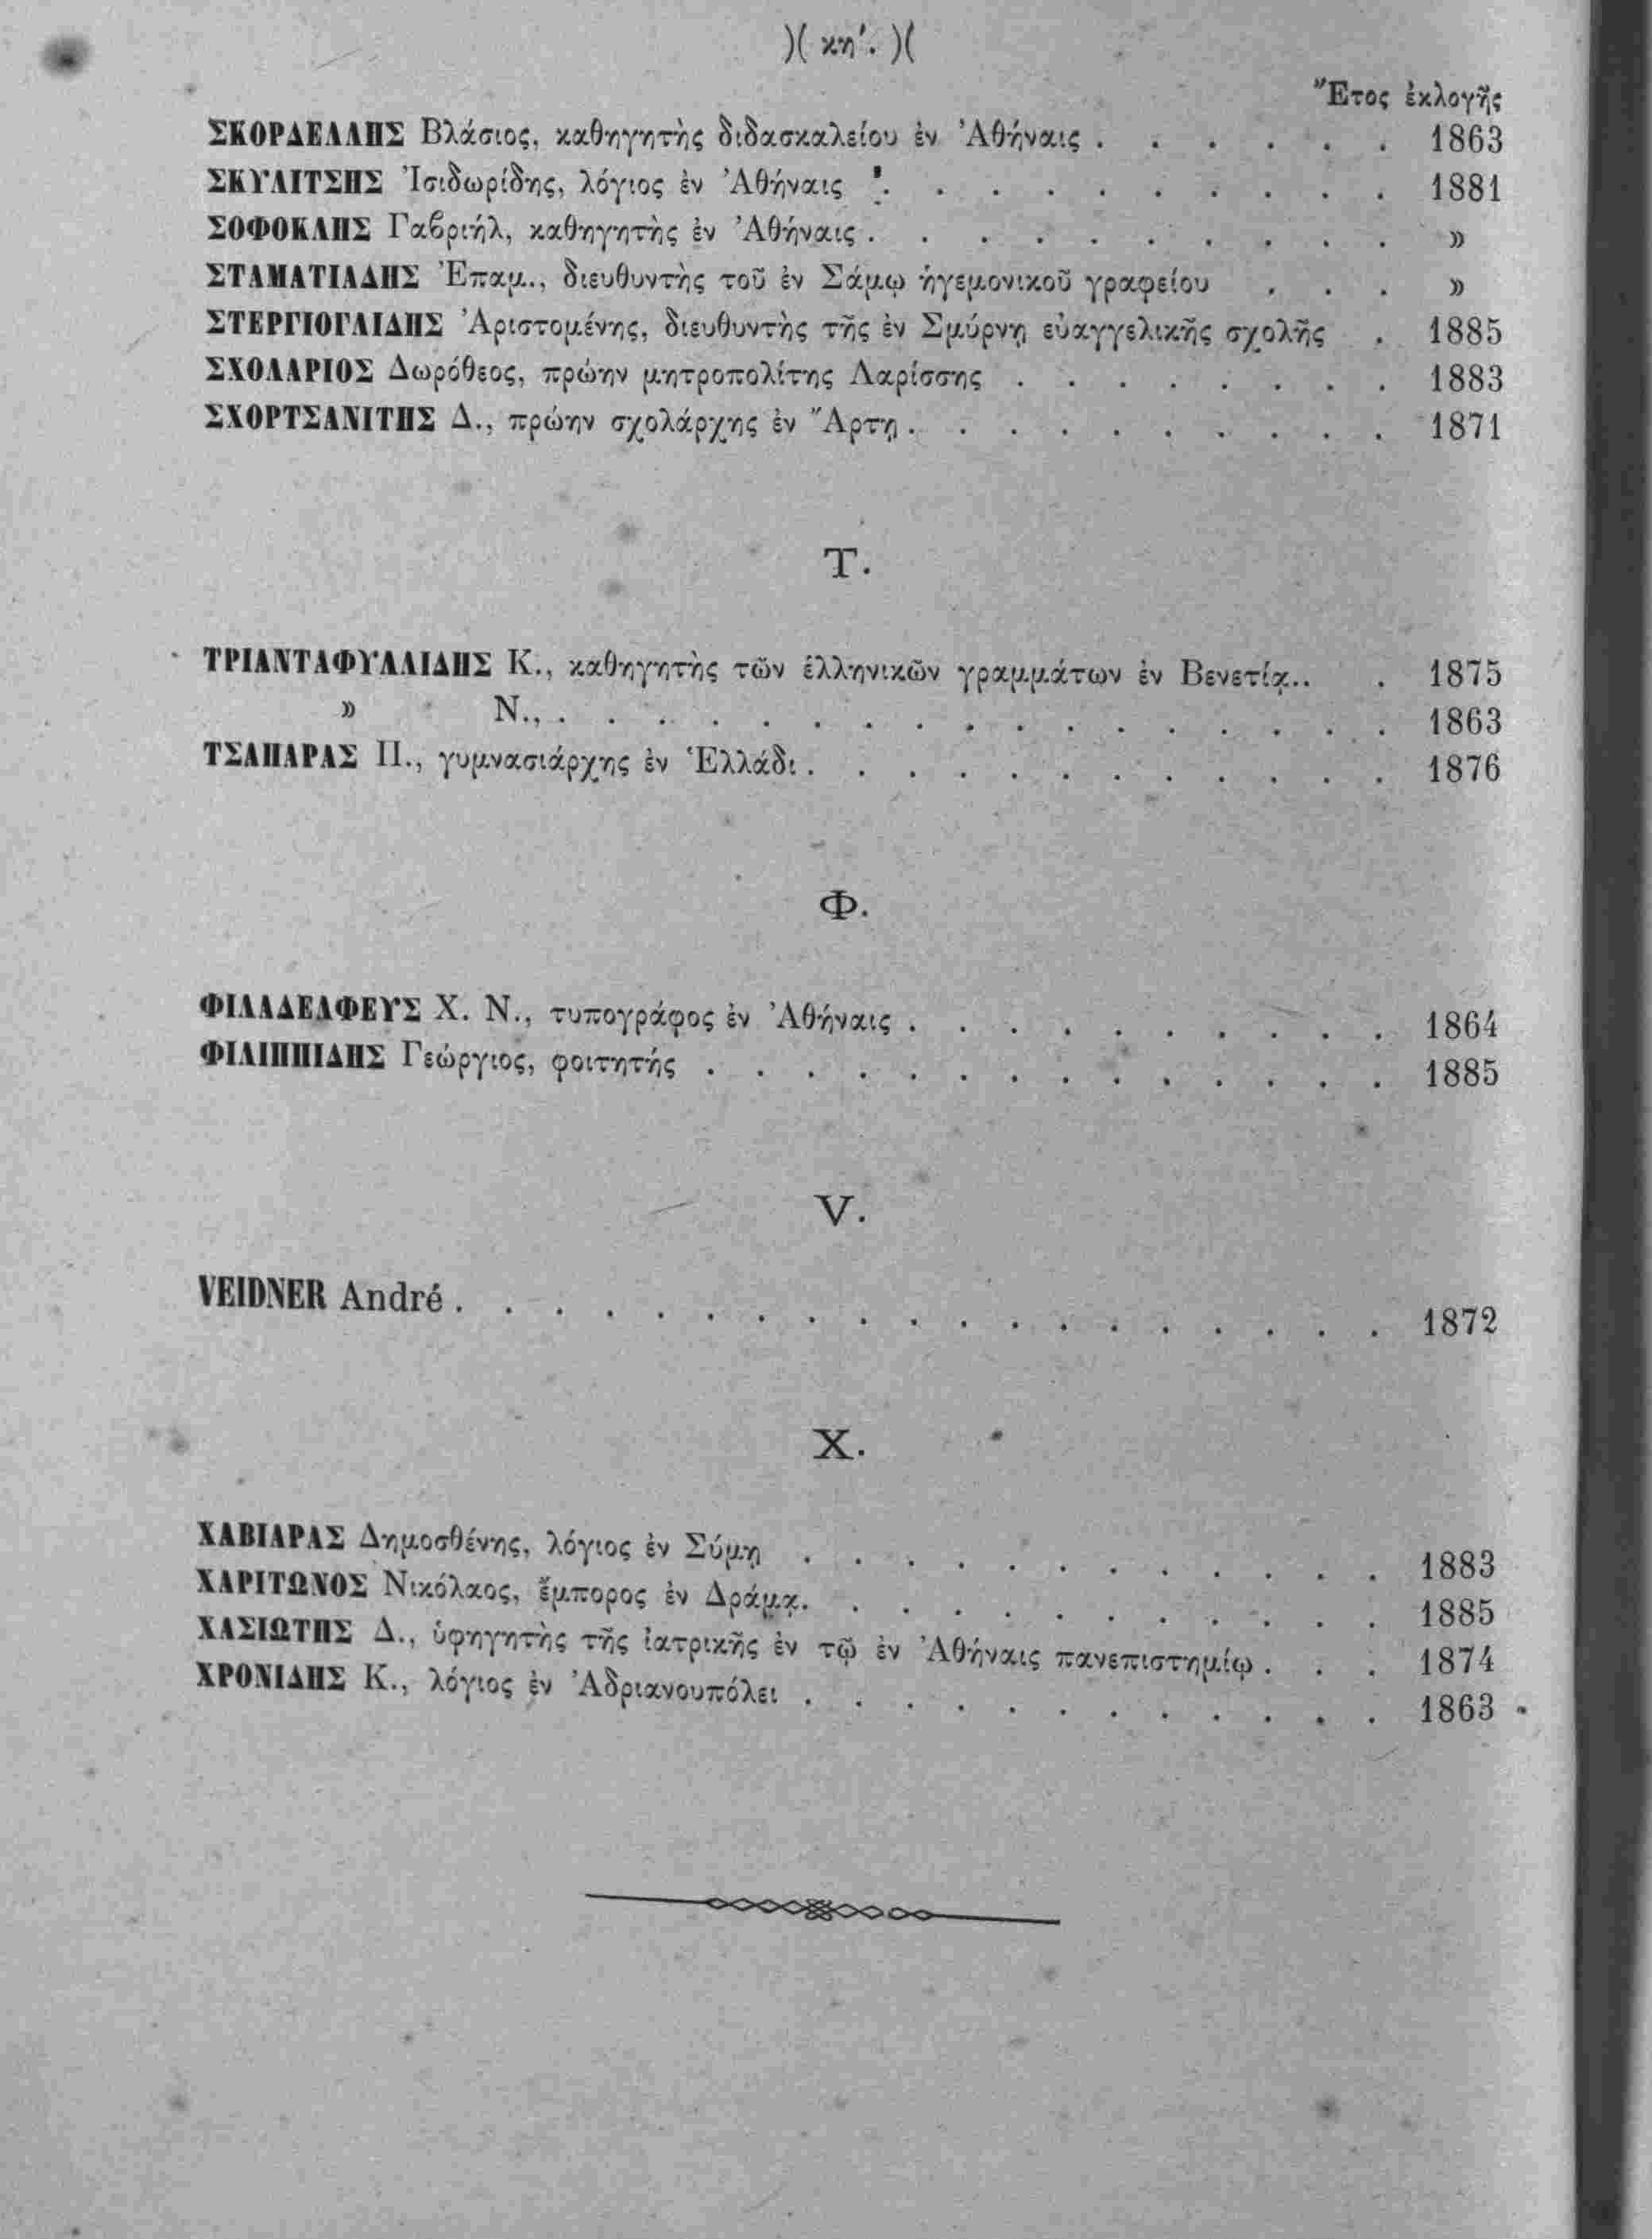 )( κη′. )(
Ἔτος ἐκλογῆς
ΣΚΟΡΔΕΛΛΗΣ Βλάσιος, καθηγητὴς διδασκαλείου ἐν Ἀθήναις . . . . . . 1863
ΣΚΥΛΙΤΣΗΣ Ἰσιδωρίδης, λόγιος ἐν Ἀθήναις . . . . . . . . . . 1881
ΣΟΦΟΚΛΗΣ Γαβριήλ, καθηγητὴς ἐν Ἀθήναις . . . . . . . . . . »
ΣΤΑΜΑΤΙΑΔΗΣ Ἐπαμ., διευθυντὴς τοῦ ἐν Σάμῳ ἡγεμονικοῦ γραφείου . . . »
ΣΤΕΡΓΙΟΓΛΙΔΗΣ Ἀριστομένης, διευθυντὴς τῆς ἐν Σμύρνῃ εὐαγγελικῆς σχολῆς . 1885
ΣΧΟΛΑΡΙΟΣ Δωρόθεος, πρώην μητροπολίτης Λαρίσσης . . . . . . . . 1883
ΣΧΟΡΤΣΑΝΙΤΗΣ Δ., πρώην σχολάρχης ἐν Ἄρτῃ . . . . . . . . . . 1871
Τ.
ΤΡΙΑΝΤΑΦΥΛΛΙΔΗΣ Κ., καθηγητὴς τῶν ἑλληνικῶν γραμμάτων ἐν Βενετίᾳ. . . 1875
» Ν., . . . . . . . . . . . . . . . . . 1863
ΤΣΑΠΑΡΑΣ Π., γυμνασιάρχης ἐν Ἑλλάδι . . . . . . . . . . . . 1876
Φ.
ΦΙΛΑΔΕΛΦΕΥΣ Χ. Ν., τυπογράφος ἐν Ἀθήναις . . . . . . . . . . 1864
ΦΙΛΙΠΠΙΔΗΣ Γεώργιος, φοιτητής . . . . . . . . . . . . . . 1885
V.
VEIDNER André . . . . . . . . . . . . . . . . . . . 1872
Χ.
ΧΑΒΙΑΡΑΣ Δημοσθένης, λόγιος ἐν Σύμῃ . . . . . . . . . . . . 1883
ΧΑΡΙΤΩΝΟΣ Νικόλαος, ἔμπορος ἐν Δράμᾳ. . . . . . . . . . . . 1885
ΧΑΣΙΩΤΗΣ Δ., ὑφηγητὴς τῆς ἰατρικῆς ἐν τῷ ἐν Ἀθήναις πανεπιστημίῳ . . . 1874
ΧΡΟΝΙΔΗΣ Κ., λόγιος ἐν Ἀδριανουπόλει . . . . . . . . . . . . 1863